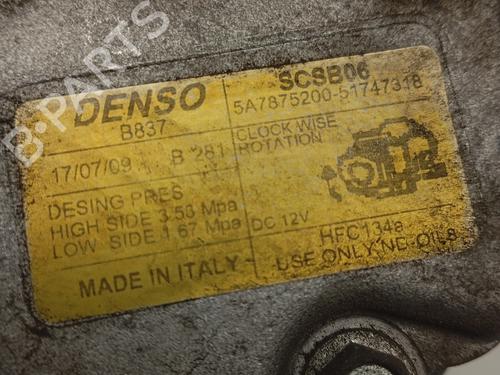 B·PARTS
DENSO
B837
SCSB06
5A7875200-51747318
17/07/09 B 281
CLOCK WISE
ROTATION
DESING PRES
HIGH SIDE 3.58 Mpa
LOW SIDE 1.67 Mpa
DC 12V
HFC134a
MADE IN ITALY
USE ONLY ND OIL8